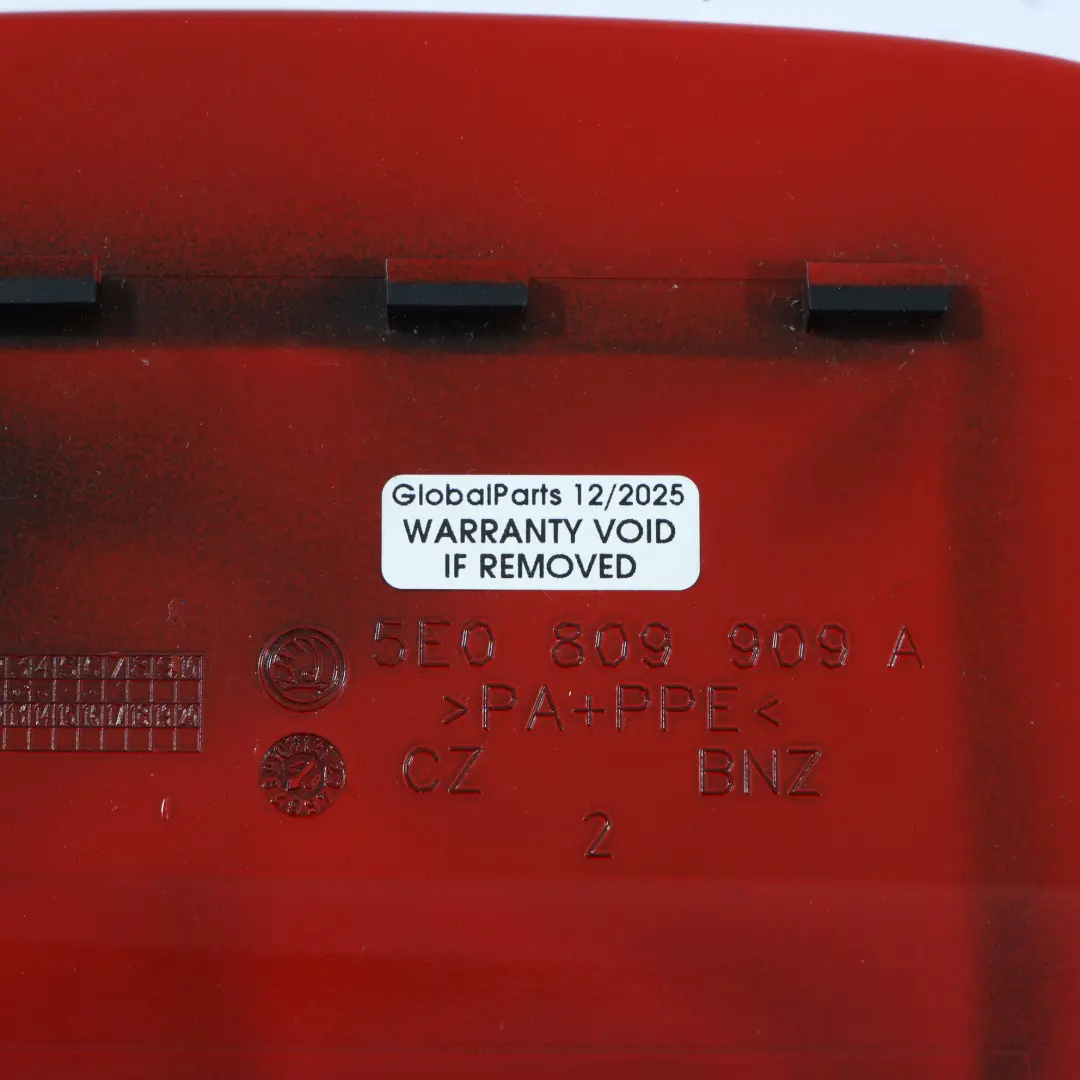 GlobalParts 12/2025
WARRANTY VOID
IF REMOVED
5E0 809 909 A
>PA+PPE<
CZ BNZ
2